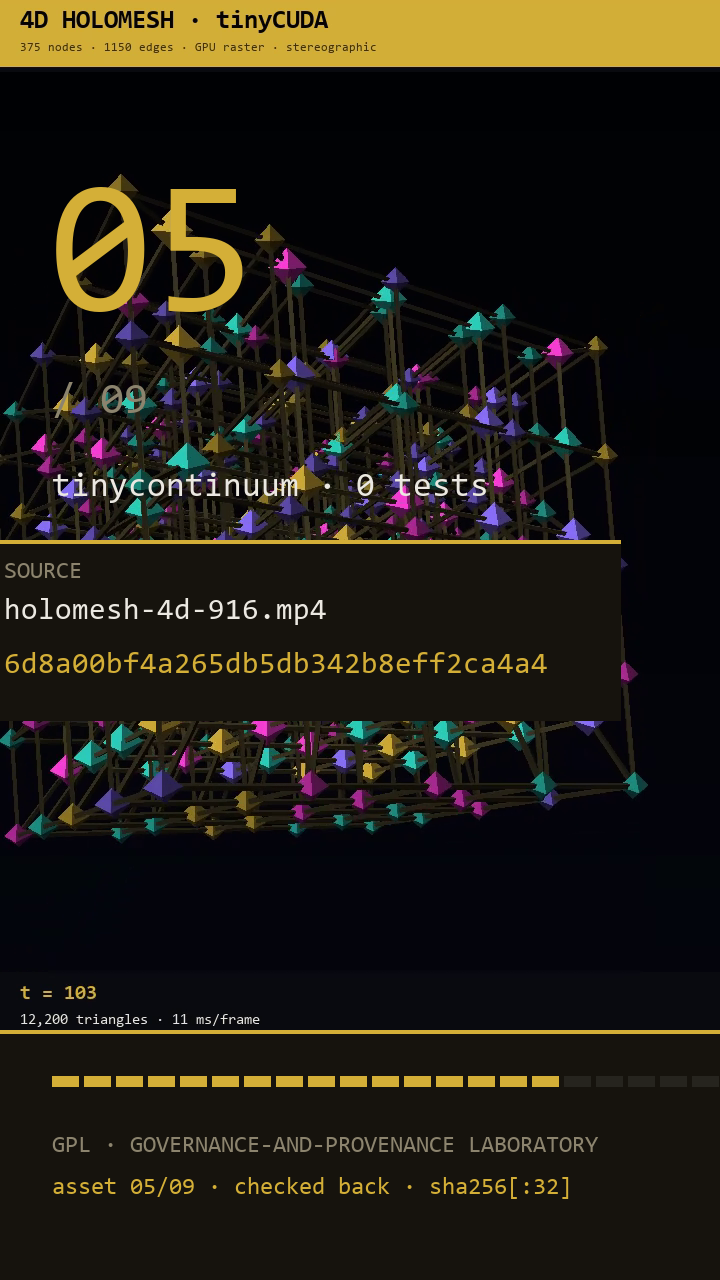 4D HOLOMESH · tinyCUDA
375 nodes · 1150 edges · GPU raster · stereographic
05
/ 09
tinycontinuum · 0 tests
SOURCE
holomesh-4d-916.mp4
6d8a00bf4a265db5db342b8eff2ca4a4
t = 103
12,200 triangles · 11 ms/frame
GPL · GOVERNANCE-AND-PROVENANCE LABORATORY
asset 05/09 · checked back · sha256[:32]